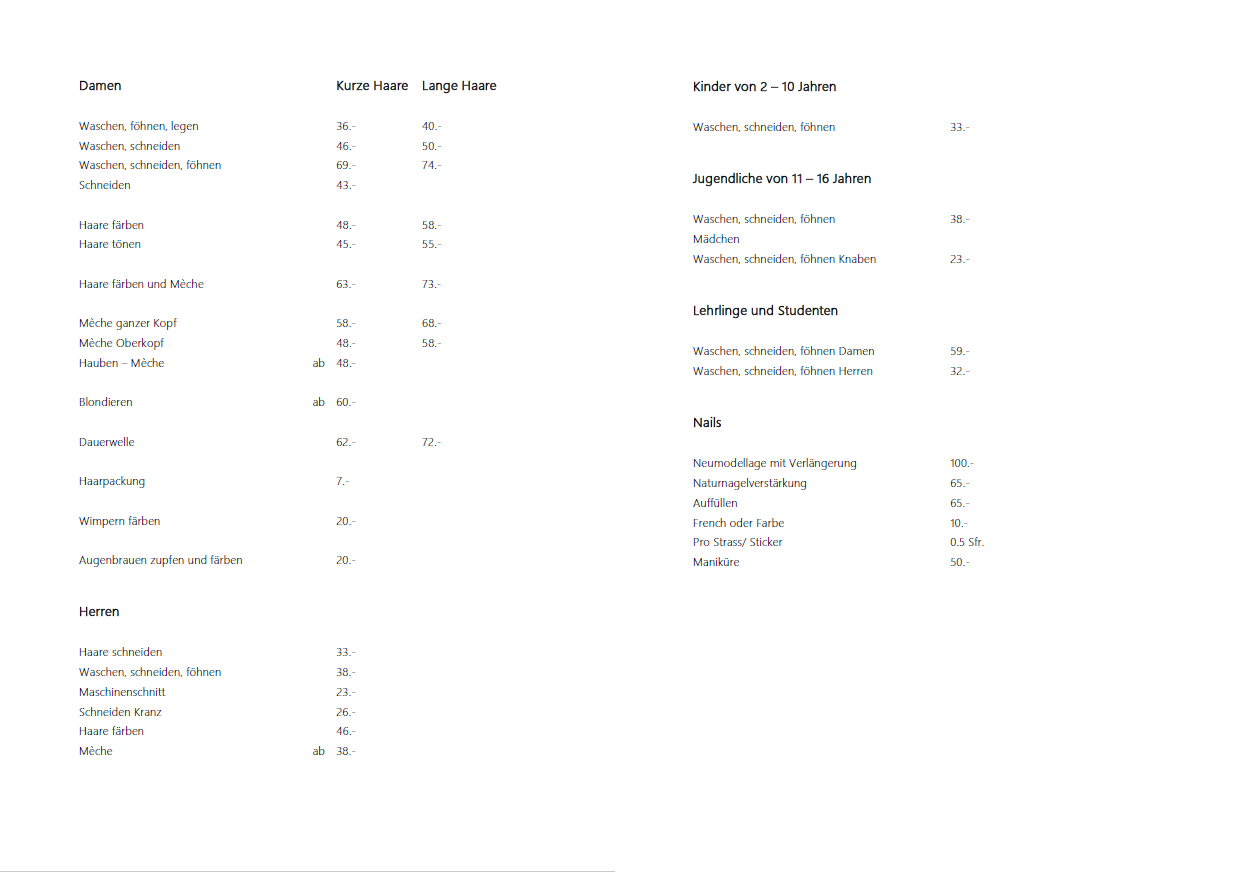 Damen Kurze Haare Lange Haare
Waschen, föhnen, legen 36.- 40.-
Waschen, schneiden 46.- 50.-
Waschen, schneiden, föhnen 69.- 74.-
Schneiden 43.-
Haare färben 48.- 58.-
Haare tönen 45.- 55.-
Haare färben und Mèche 63.- 73.-
Mèche ganzer Kopf 58.- 68.-
Mèche Oberkopf 48.- 58.-
Hauben – Mèche ab 48.-
Blondieren ab 60.-
Dauerwelle 62.- 72.-
Haarpackung 7.-
Wimpern färben 20.-
Augenbrauen zupfen und färben 20.-
Herren
Haare schneiden 33.-
Waschen, schneiden, föhnen 38.-
Maschinenschnitt 23.-
Schneiden Kranz 26.-
Haare färben 46.-
Mèche ab 38.-
Kinder von 2 – 10 Jahren
Waschen, schneiden, föhnen 33.-
Jugendliche von 11 – 16 Jahren
Waschen, schneiden, föhnen 38.-
Mädchen
Waschen, schneiden, föhnen Knaben 23.-
Lehrlinge und Studenten
Waschen, schneiden, föhnen Damen 59.-
Waschen, schneiden, föhnen Herren 32.-
Nails
Neumodellage mit Verlängerung 100.-
Naturnagelverstärkung 65.-
Auffüllen 65.-
French oder Farbe 10.-
Pro Strass/ Sticker 0.5 Sfr.
Maniküre 50.-